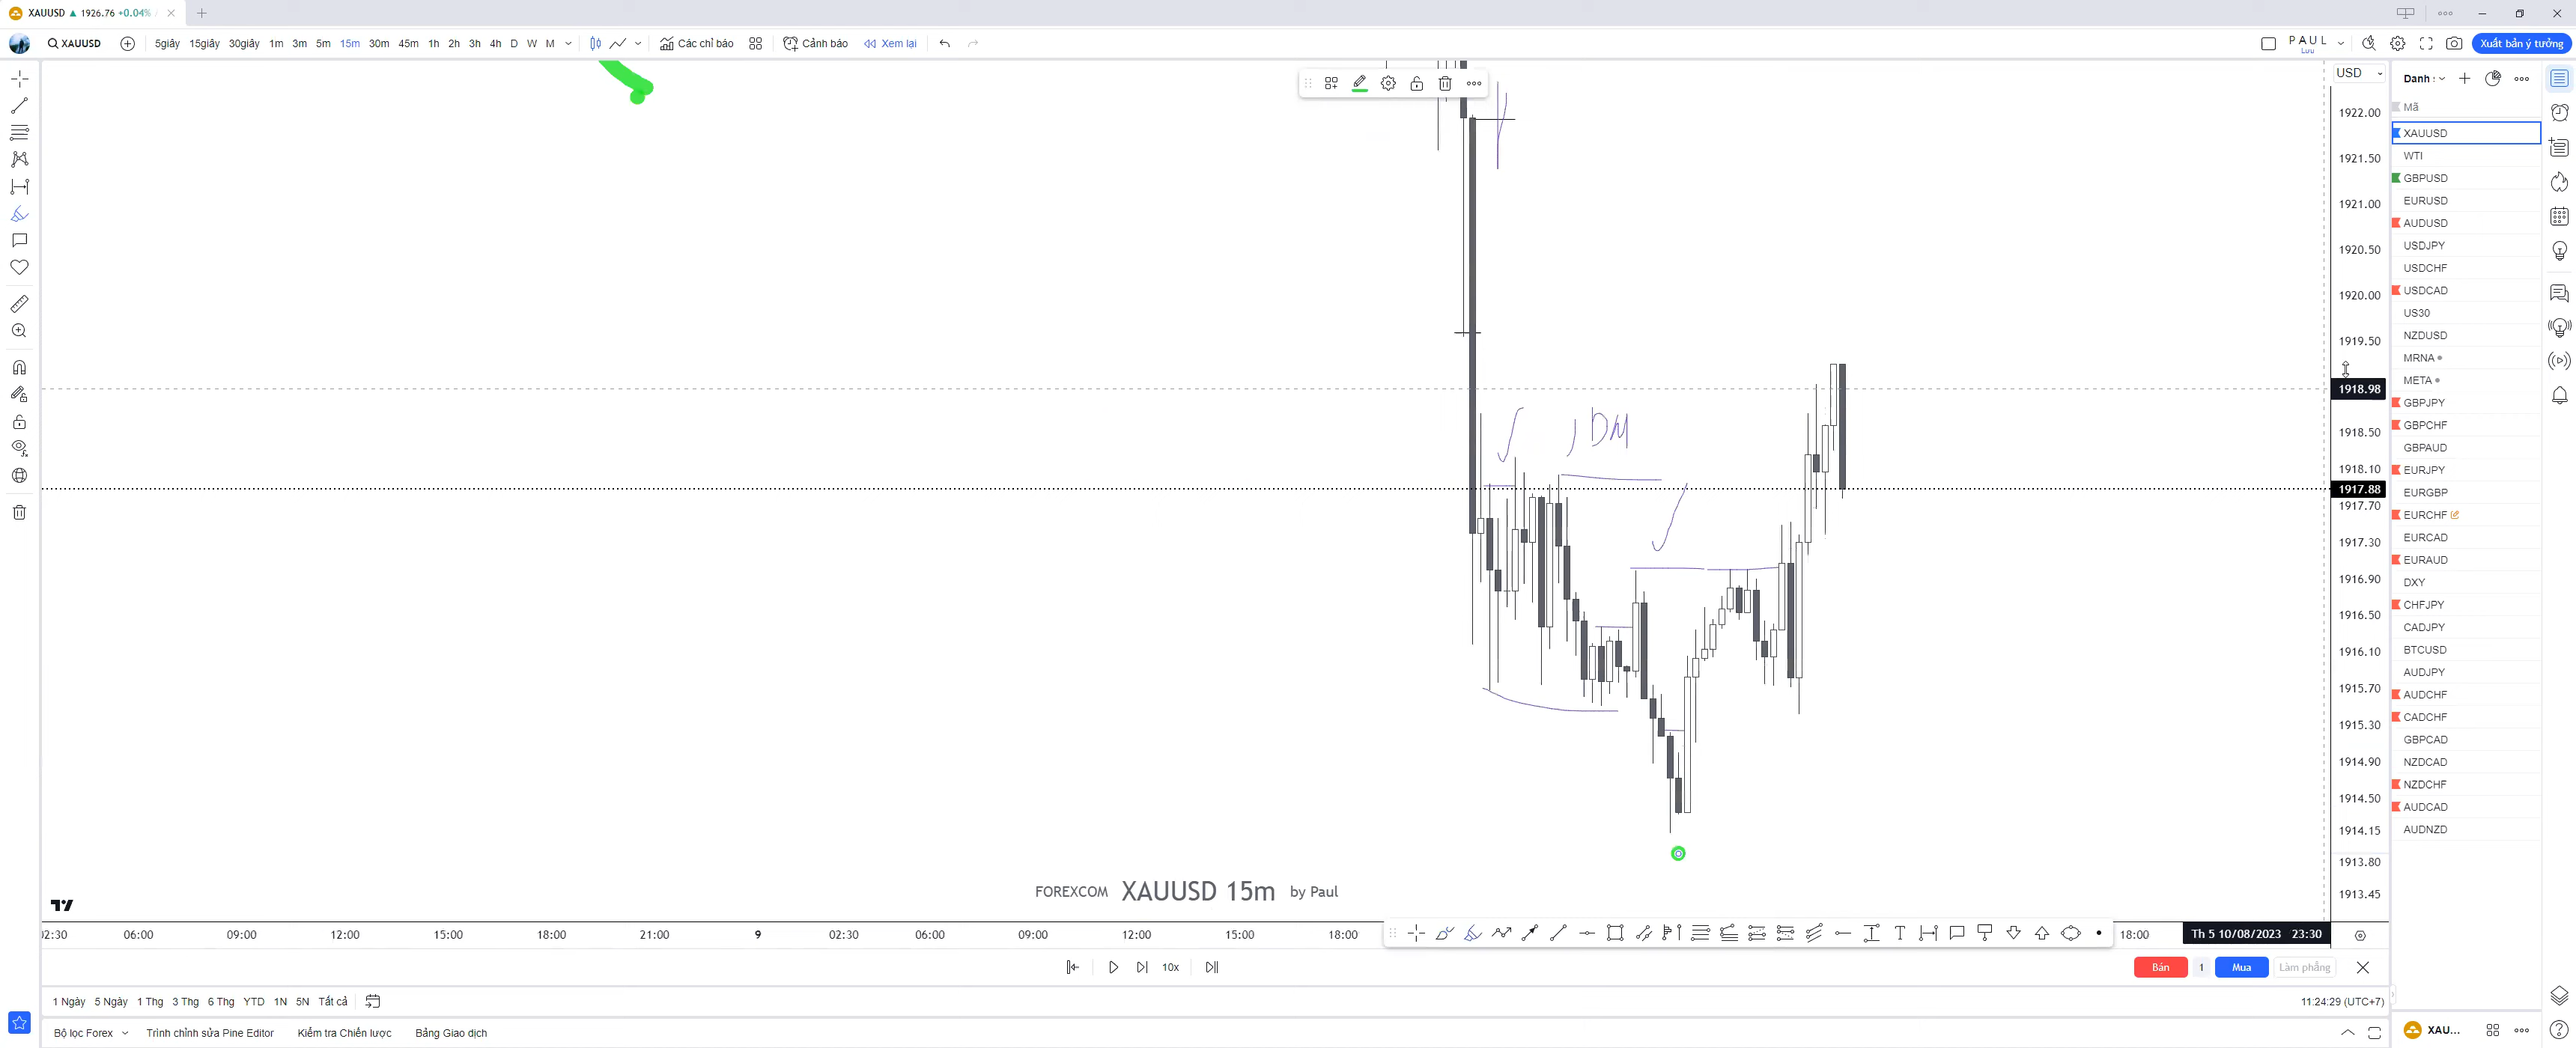 XAUUSD ▲ 1926.76 +0.04%
XAUUSD 5giây 15giây 30giây 1m 3m 5m 15m 30m 45m 1h 2h 3h 4h D W M Các chỉ báo Cảnh báo Xem lại PAUL Xuất bản ý tưởng
Lưu
USD
1922.00
1921.50
1921.00
1920.50
1920.00
1919.50
1918.98
1918.50
1918.10
1917.88
1917.70
1917.30
1916.90
1916.50
1916.10
1915.70
1915.30
1914.90
1914.50
1914.15
1913.80
1913.45
DM
FOREXCOM XAUUSD 15m by Paul
2:30 06:00 09:00 12:00 15:00 18:00 21:00 9 02:30 06:00 09:00 12:00 15:00 18:00 18:00 Th 5 10/08/2023 23:30
10x Bán 1 Mua Làm phẳng
1 Ngày 5 Ngày 1 Thg 3 Thg 6 Thg YTD 1N 5N Tất cả 11:24:29 (UTC+7)
Bộ lọc Forex Trình chỉnh sửa Pine Editor Kiểm tra Chiến lược Bảng Giao dịch
Danh :
Mã
XAUUSD
WTI
GBPUSD
EURUSD
AUDUSD
USDJPY
USDCHF
USDCAD
US30
NZDUSD
MRNA
META
GBPJPY
GBPCHF
GBPAUD
EURJPY
EURGBP
EURCHF
EURCAD
EURAUD
DXY
CHFJPY
CADJPY
BTCUSD
AUDJPY
AUDCHF
CADCHF
GBPCAD
NZDCAD
NZDCHF
AUDCAD
AUDNZD
XAU...